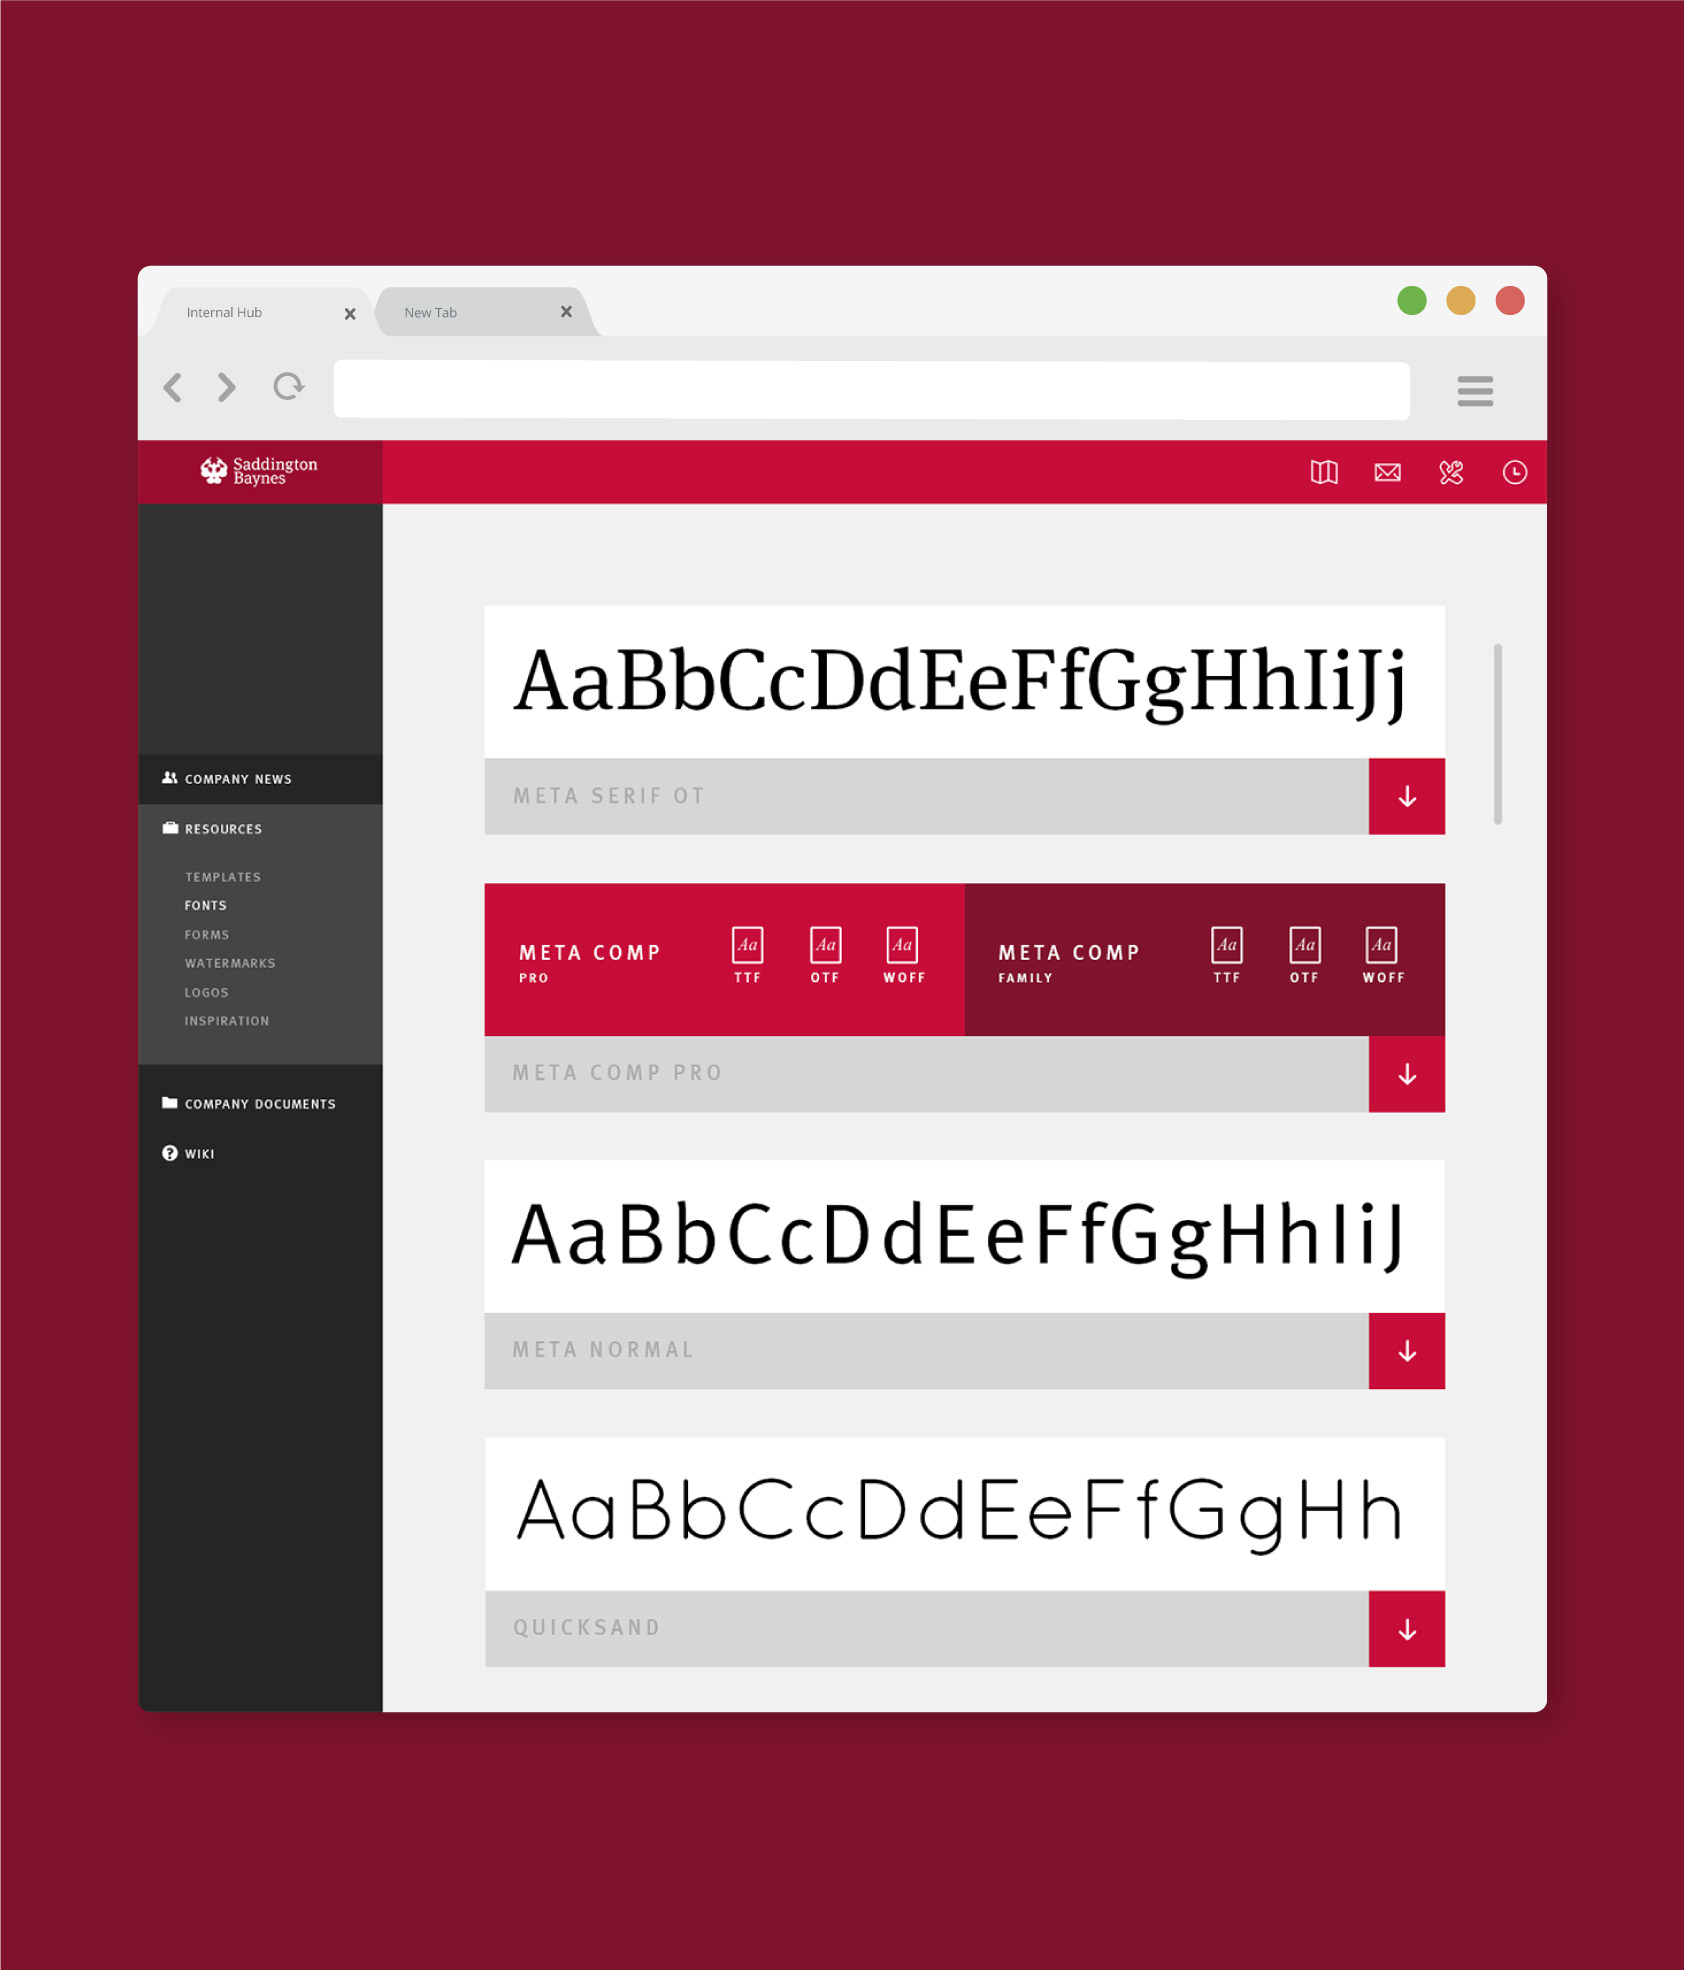 Internal Hub
New Tab
Saddington
Baynes
COMPANY NEWS
RESOURCES
TEMPLATES
FONTS
FORMS
WATERMARKS
LOGOS
INSPIRATION
COMPANY DOCUMENTS
WIKI
AaBbCcDdEeFfGgHhIiJj
META SERIF OT
META COMP
PRO
Aa Aa Aa
TTF OTF WOFF
META COMP
FAMILY
Aa Aa Aa
TTF OTF WOFF
META COMP PRO
AaBbCcDdEeFfGgHhIiJ
META NORMAL
AaBbCcDdEeFfGgHh
QUICKSAND